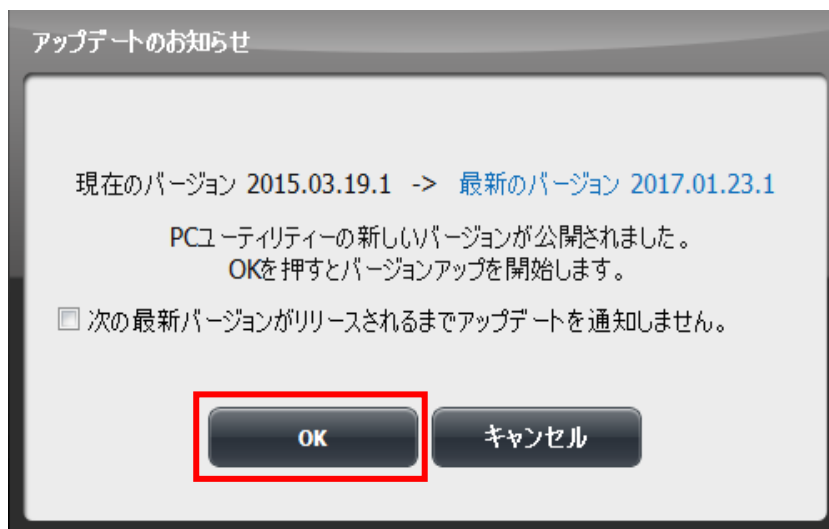 アップデートのお知らせ
現在のバージョン 2015.03.19.1 -> 最新のバージョン 2017.01.23.1
PCユーティリティーの新しいバージョンが公開されました。
OKを押すとバージョンアップを開始します。
次の最新バージョンがリリースされるまでアップデートを通知しません。
OK キャンセル